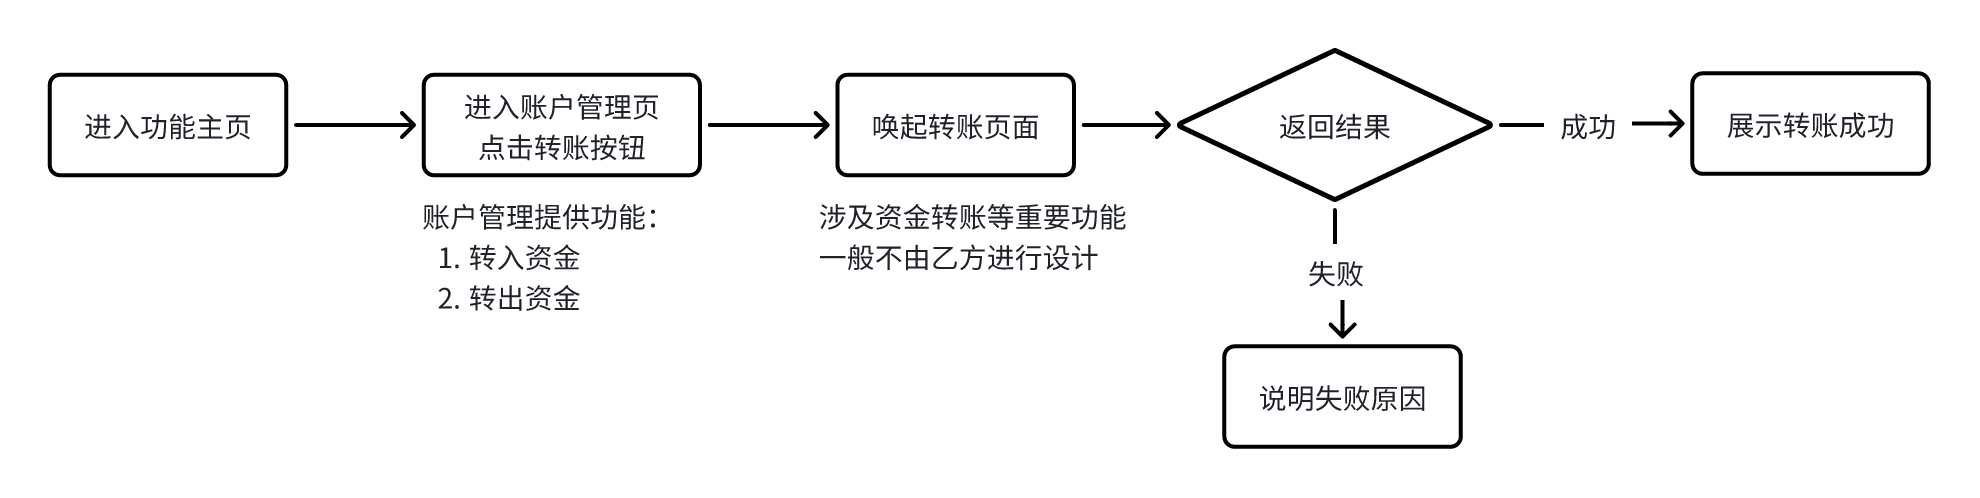 进入功能主页
进入账户管理页
点击转账按钮
唤起转账页面
返回结果
成功
展示转账成功
账户管理提供功能：
1. 转入资金
2. 转出资金
涉及资金转账等重要功能
一般不由乙方进行设计
失败
说明失败原因